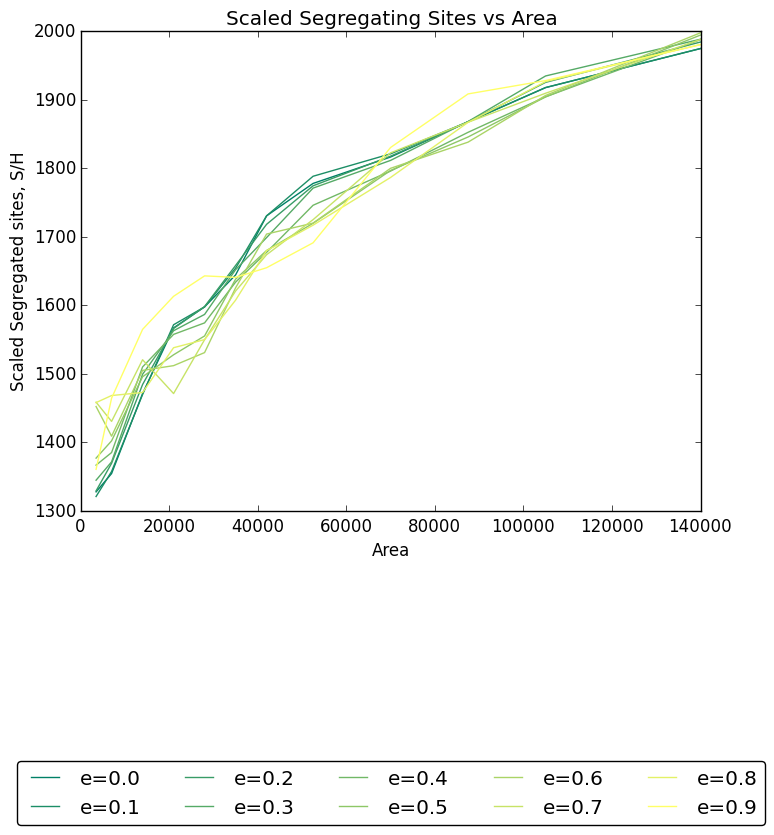 Scaled Segregating Sites vs Area
Scaled Segregated sites, S/H
2000
1900
1800
1700
1600
1500
1400
1300
0 20000 40000 60000 80000 100000 120000 140000
Area
e=0.0 e=0.2 e=0.4 e=0.6 e=0.8
e=0.1 e=0.3 e=0.5 e=0.7 e=0.9